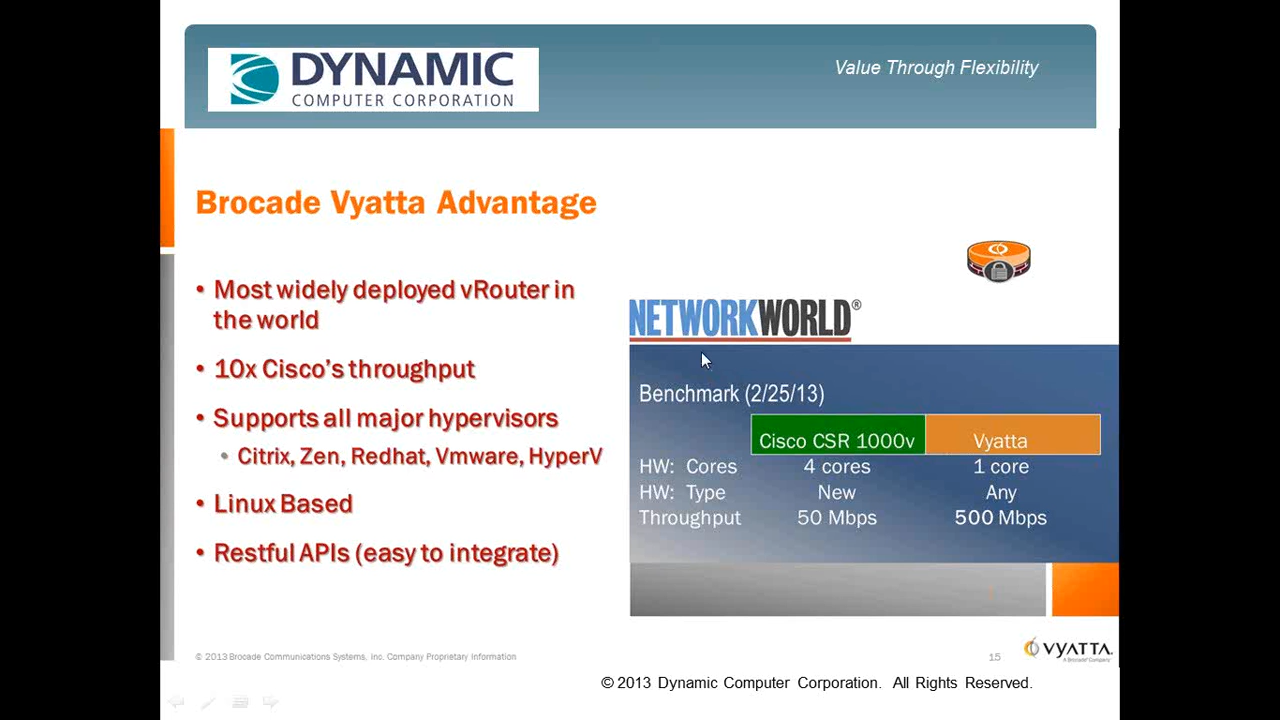 DYNAMIC
COMPUTER CORPORATION
Value Through Flexibility
Brocade Vyatta Advantage
• Most widely deployed vRouter in
the world
• 10x Cisco's throughput
• Supports all major hypervisors
• Citrix, Zen, Redhat, Vmware, HyperV
• Linux Based
• Restful APIs (easy to integrate)
NETWORKWORLD®
Benchmark (2/25/13)
Cisco CSR 1000v Vyatta
HW: Cores 4 cores 1 core
HW: Type New Any
Throughput 50 Mbps 500 Mbps
© 2013 Brocade Communications Systems, Inc. Company Proprietary Information
15
VYATTA.
A Brocade Company
© 2013 Dynamic Computer Corporation. All Rights Reserved.